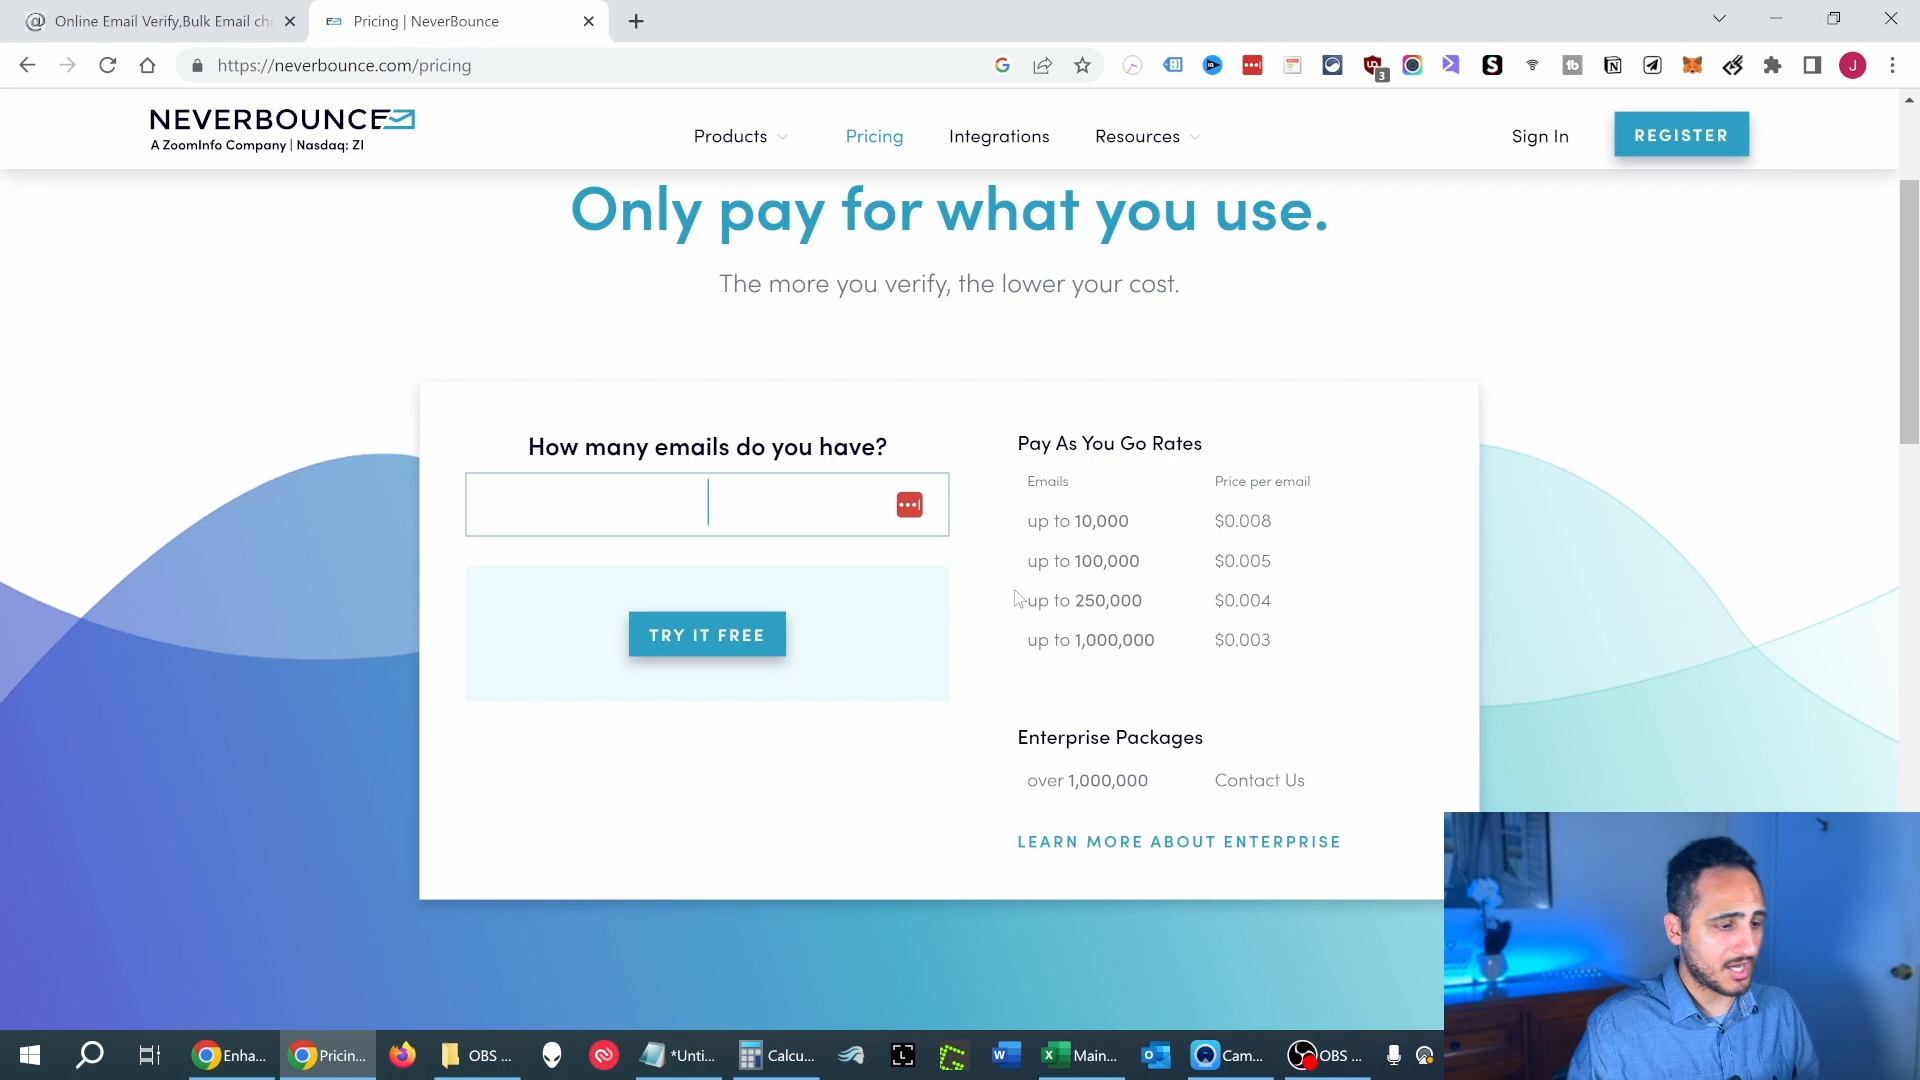 Online Email Verify,Bulk Email che
Pricing | NeverBounce
https://neverbounce.com/pricing
3
J
NEVERBOUNCE
A ZoomInfo Company | Nasdaq: ZI
Products
Pricing
Integrations
Resources
Sign In
REGISTER
Only pay for what you use.
The more you verify, the lower your cost.
How many emails do you have?
TRY IT FREE
Pay As You Go Rates
Emails Price per email
up to 10,000 $0.008
up to 100,000 $0.005
up to 250,000 $0.004
up to 1,000,000 $0.003
Enterprise Packages
over 1,000,000 Contact Us
LEARN MORE ABOUT ENTERPRISE
Enha...
Pricin...
OBS ...
*Unti...
Calcu...
Main...
Cam...
OBS ...